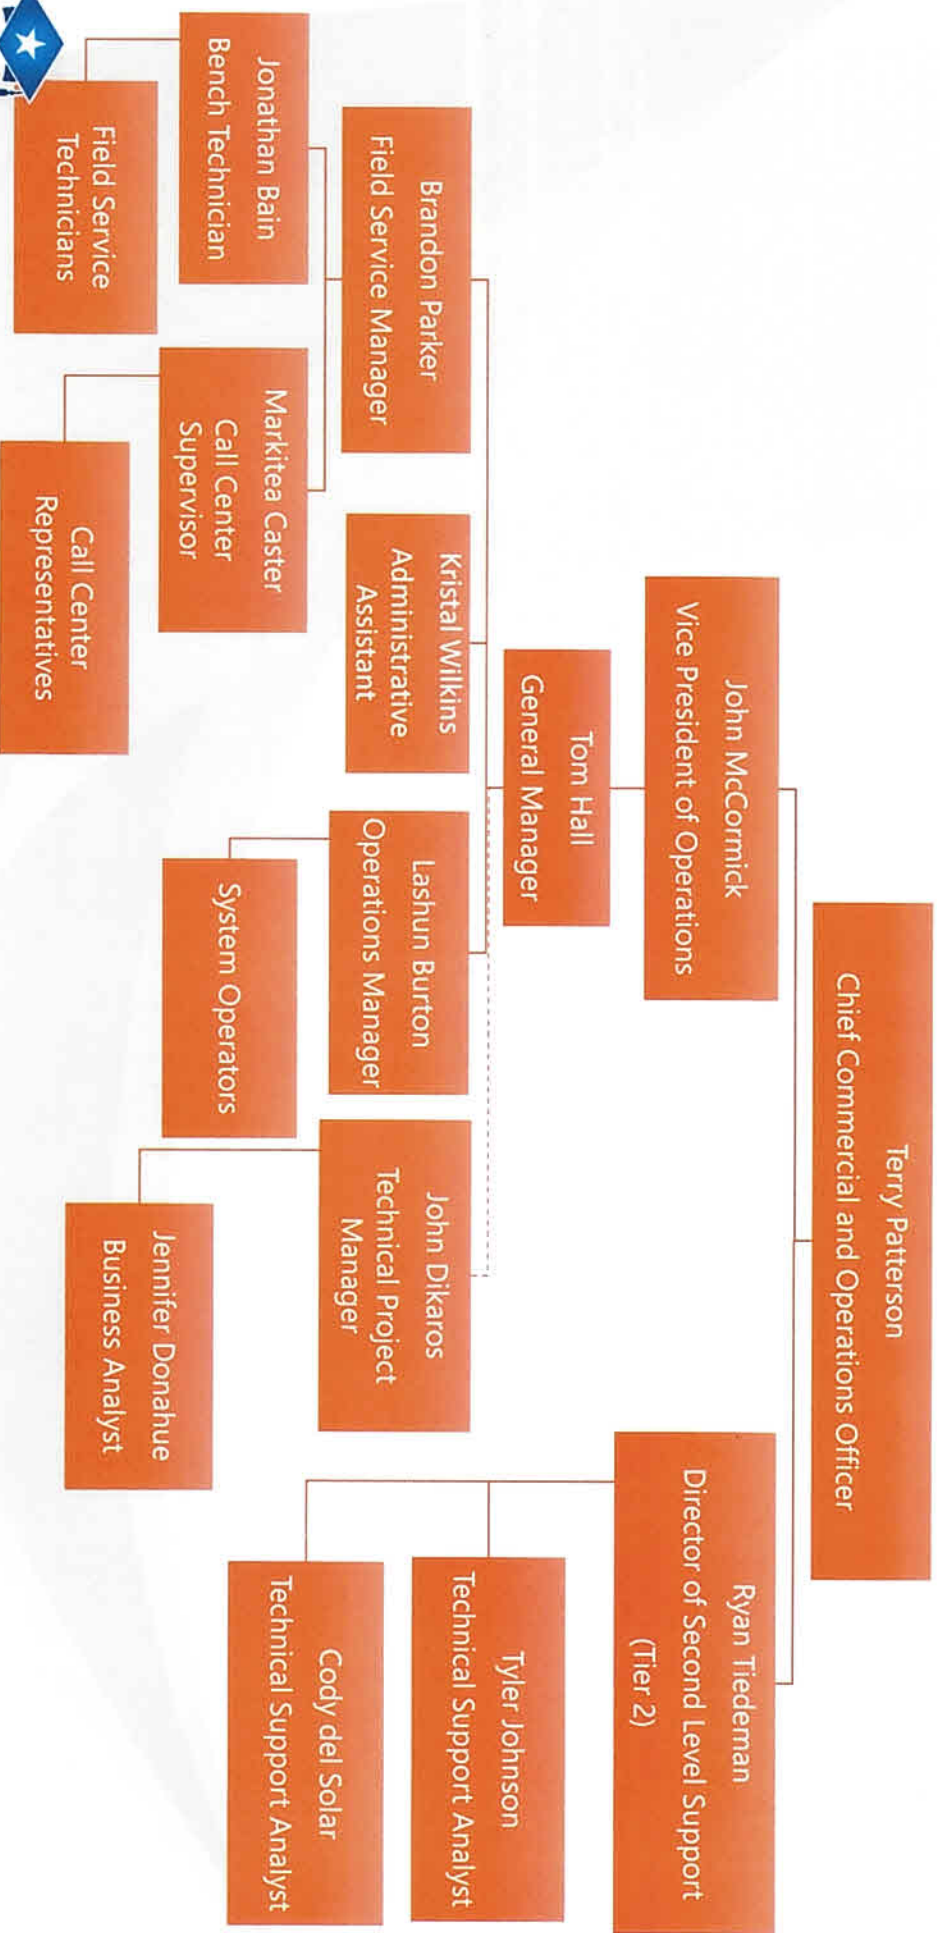 Terry Patterson
Chief Commercial and Operations Officer
John McCormick
Vice President of Operations
Ryan Tiedeman
Director of Second Level Support
(Tier 2)
Tom Hall
General Manager
Tyler Johnson
Technical Support Analyst
Cody del Solar
Technical Support Analyst
Brandon Parker
Field Service Manager
Kristal Wilkins
Administrative
Assistant
Lashun Burton
Operations Manager
John Dikaros
Technical Project
Manager
Jonathan Bain
Bench Technician
Markitea Caster
Call Center
Supervisor
System Operators
Jennifer Donahue
Business Analyst
Field Service
Technicians
Call Center
Representatives